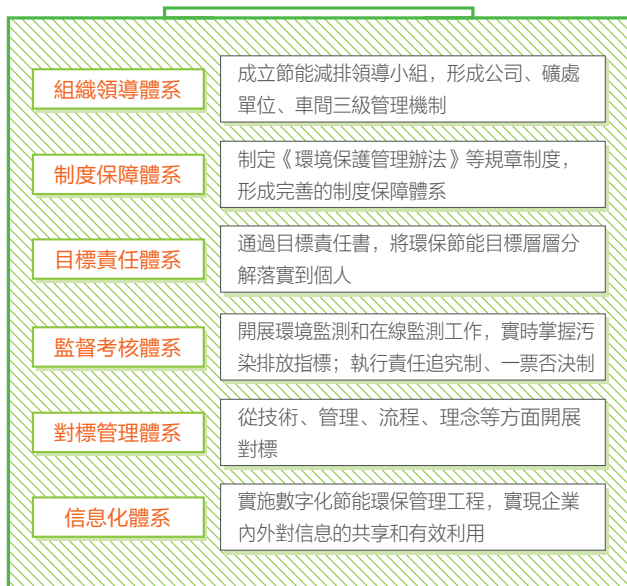 組織領導體系
成立節能減排領導小組，形成公司、礦處
單位、車間三級管理機制
制度保障體系
制定《環境保護管理辦法》等規章制度，
形成完善的制度保障體系
目標責任體系
通過目標責任書，將環保節能目標層層分
解落實到個人
監督考核體系
開展環境監測和在線監測工作，實時掌握污
染排放指標；執行責任追究制、一票否決制
對標管理體系
從技術、管理、流程、理念等方面開展
對標
信息化體系
實施數字化節能環保管理工程，實現企業
內外對信息的共享和有效利用